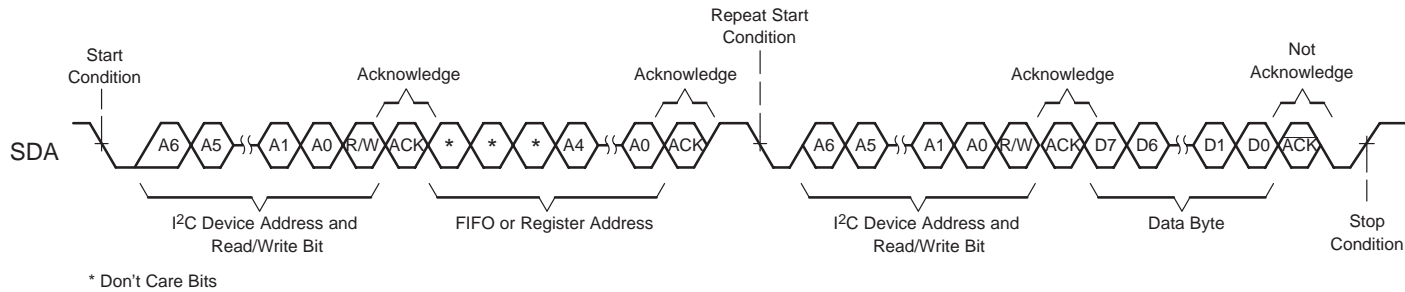 Repeat Start
Condition
Start
Condition
Acknowledge
Acknowledge
Acknowledge
Not
Acknowledge
SDA
A6 A5 A1 A0 R/W ACK * * * A4 A0 ACK A6 A5 A1 A0 R/W ACK D7 D6 D1 D0 ACK
I²C Device Address and
Read/Write Bit
FIFO or Register Address
I²C Device Address and
Read/Write Bit
Data Byte
Stop
Condition
* Don't Care Bits